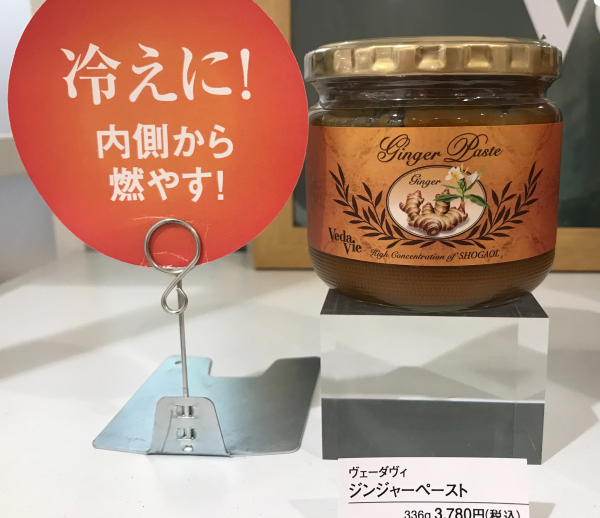 冷えに!
内側から
燃やす!
Ginger Paste
Ginger
Veda
Vie
High Concentration of SHOGAOL
ヴェーダヴィ
ジンジャーペースト
336g 3,780円(税込)